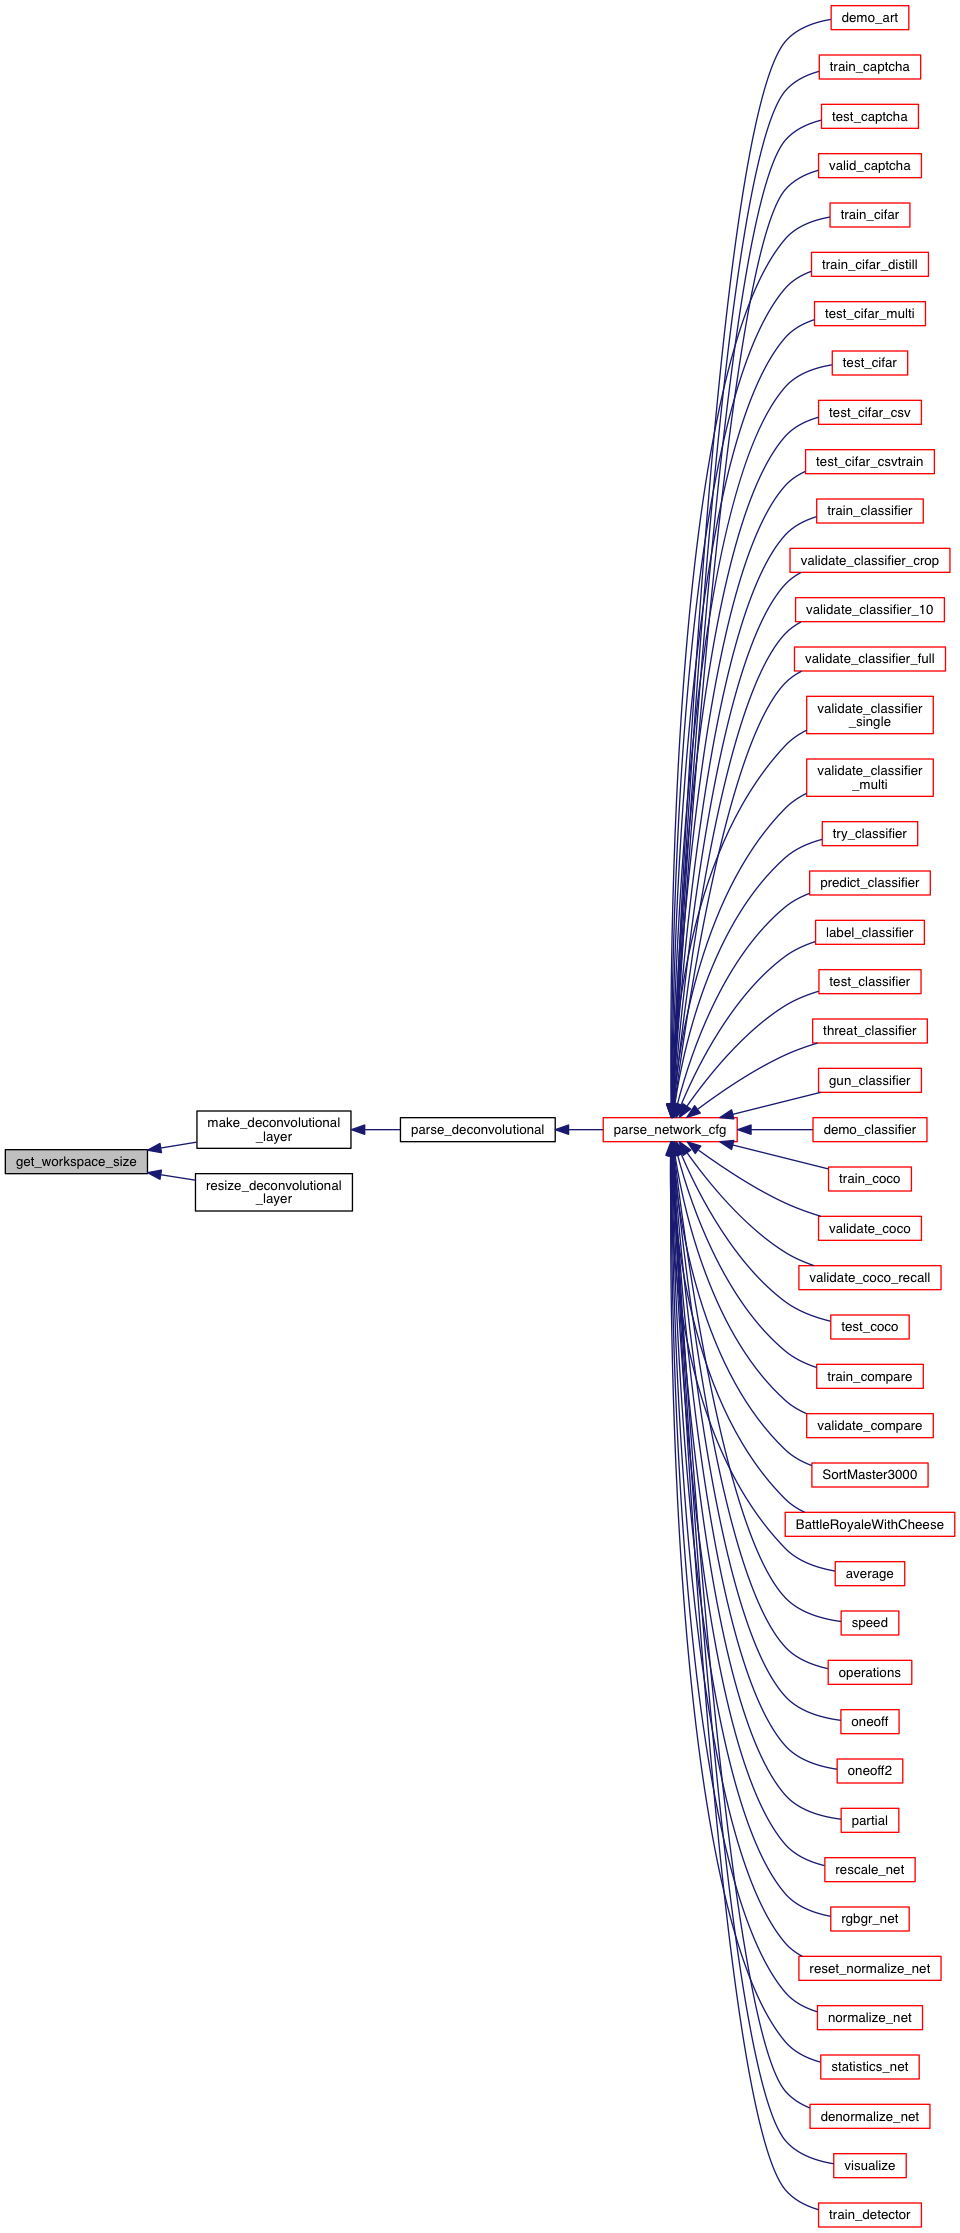 get_workspace_size
make_deconvolutional
_layer
resize_deconvolutional
_layer
parse_deconvolutional
parse_network_cfg
demo_art
train_captcha
test_captcha
valid_captcha
train_cifar
train_cifar_distill
test_cifar_multi
test_cifar
test_cifar_csv
test_cifar_csvtrain
train_classifier
validate_classifier_crop
validate_classifier_10
validate_classifier_full
validate_classifier
_single
validate_classifier
_multi
try_classifier
predict_classifier
label_classifier
test_classifier
threat_classifier
gun_classifier
demo_classifier
train_coco
validate_coco
validate_coco_recall
test_coco
train_compare
validate_compare
SortMaster3000
BattleRoyaleWithCheese
average
speed
operations
oneoff
oneoff2
partial
rescale_net
rgbgr_net
reset_normalize_net
normalize_net
statistics_net
denormalize_net
visualize
train_detector